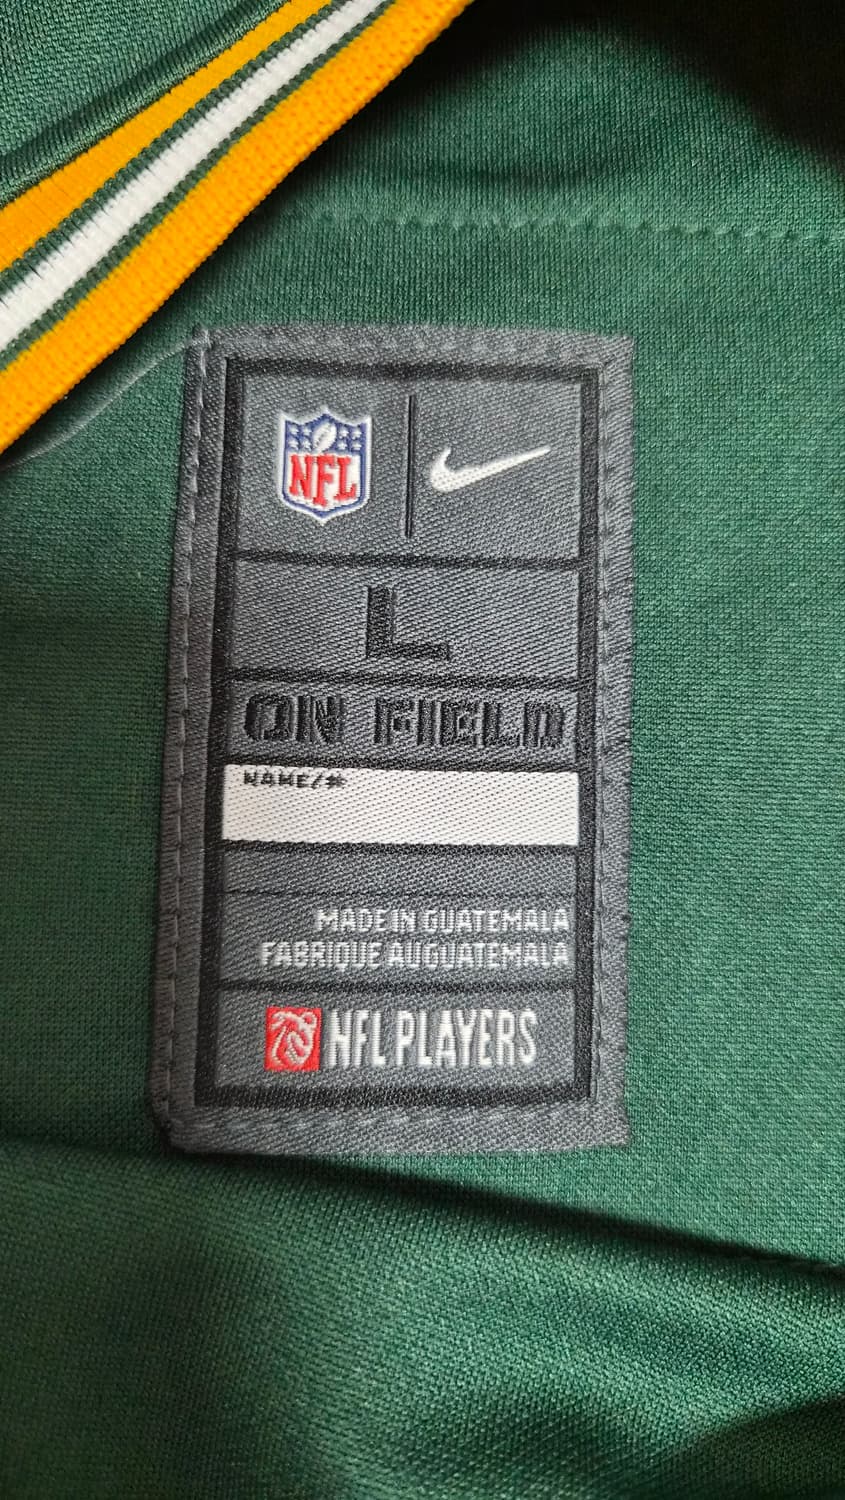 NFL
L
ON FIELD
NAME/#
MADE IN GUATEMALA
FABRIQUE AU GUATEMALA
NFL PLAYERS